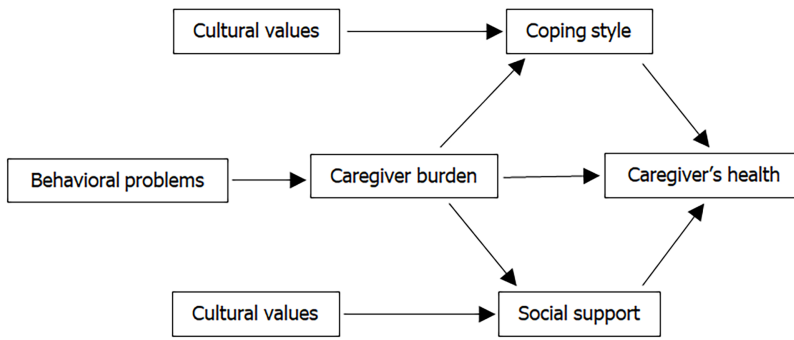 Cultural values
Coping style
Behavioral problems
Caregiver burden
Caregiver’s health
Cultural values
Social support